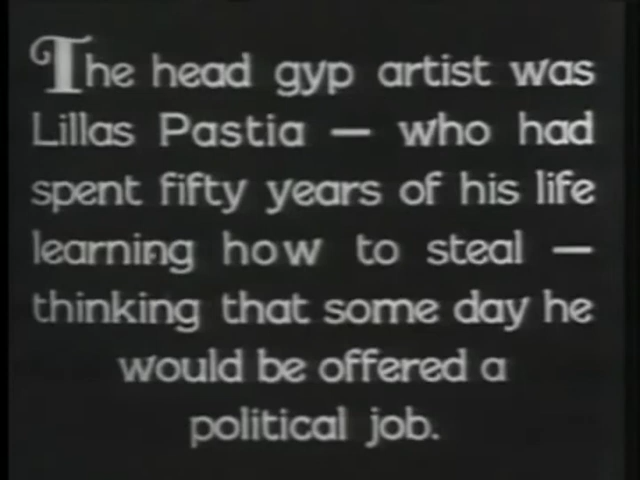 The head gyp artist was
Lillas Pastia — who had
spent fifty years of his life
learning how to steal —
thinking that some day he
would be offered a
political job.